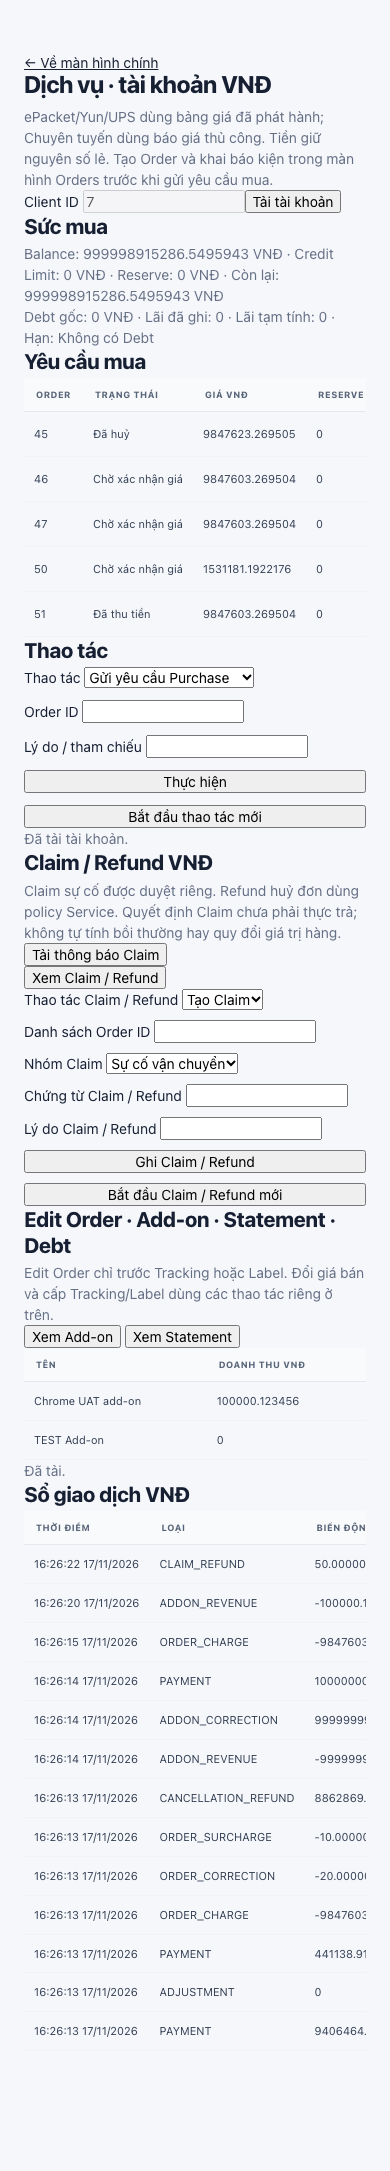 ← Về màn hình chính
Dịch vụ · tài khoản VNĐ
ePacket/Yun/UPS dùng bảng giá đã phát hành;
Chuyên tuyến dùng báo giá thủ công. Tiền giữ
nguyên số lẻ. Tạo Order và khai báo kiện trong màn
hình Orders trước khi gửi yêu cầu mua.
Client ID 7 Tải tài khoản
Sức mua
Balance: 999998915286.5495943 VNĐ · Credit
Limit: 0 VNĐ · Reserve: 0 VNĐ · Còn lại:
999998915286.5495943 VNĐ
Debt gốc: 0 VNĐ · Lãi đã ghi: 0 · Lãi tạm tính: 0 ·
Hạn: Không có Debt
Yêu cầu mua
ORDER TRẠNG THÁI GIÁ VNĐ RESERVE
45 Đã huỷ 9847623.269505 0
46 Chờ xác nhận giá 9847603.269504 0
47 Chờ xác nhận giá 9847603.269504 0
50 Chờ xác nhận giá 1531181.1922176 0
51 Đã thu tiền 9847603.269504 0
Thao tác
Thao tác Gửi yêu cầu Purchase
Order ID
Lý do / tham chiếu
Thực hiện
Bắt đầu thao tác mới
Đã tải tài khoản.
Claim / Refund VNĐ
Claim sự cố được duyệt riêng. Refund huỷ đơn dùng
policy Service. Quyết định Claim chưa phải thực trả;
không tự tính bồi thường hay quy đổi giá trị hàng.
Tải thông báo Claim
Xem Claim / Refund
Thao tác Claim / Refund Tạo Claim
Danh sách Order ID
Nhóm Claim Sự cố vận chuyển
Chứng từ Claim / Refund
Lý do Claim / Refund
Ghi Claim / Refund
Bắt đầu Claim / Refund mới
Edit Order · Add-on · Statement ·
Debt
Edit Order chỉ trước Tracking hoặc Label. Đổi giá bán
và cấp Tracking/Label dùng các thao tác riêng ở
trên.
Xem Add-on Xem Statement
TÊN DOANH THU VNĐ
Chrome UAT add-on 100000.123456
TEST Add-on 0
Đã tải.
Sổ giao dịch VNĐ
THỜI ĐIỂM LOẠI BIẾN ĐỘN
16:26:22 17/11/2026 CLAIM_REFUND 50.00000
16:26:20 17/11/2026 ADDON_REVENUE -100000.1
16:26:15 17/11/2026 ORDER_CHARGE -9847603
16:26:14 17/11/2026 PAYMENT 10000000
16:26:14 17/11/2026 ADDON_CORRECTION 99999999
16:26:14 17/11/2026 ADDON_REVENUE -9999999
16:26:13 17/11/2026 CANCELLATION_REFUND 8862869.
16:26:13 17/11/2026 ORDER_SURCHARGE -10.00000
16:26:13 17/11/2026 ORDER_CORRECTION -20.00000
16:26:13 17/11/2026 ORDER_CHARGE -9847603
16:26:13 17/11/2026 PAYMENT 441138.91
16:26:13 17/11/2026 ADJUSTMENT 0
16:26:13 17/11/2026 PAYMENT 9406464.